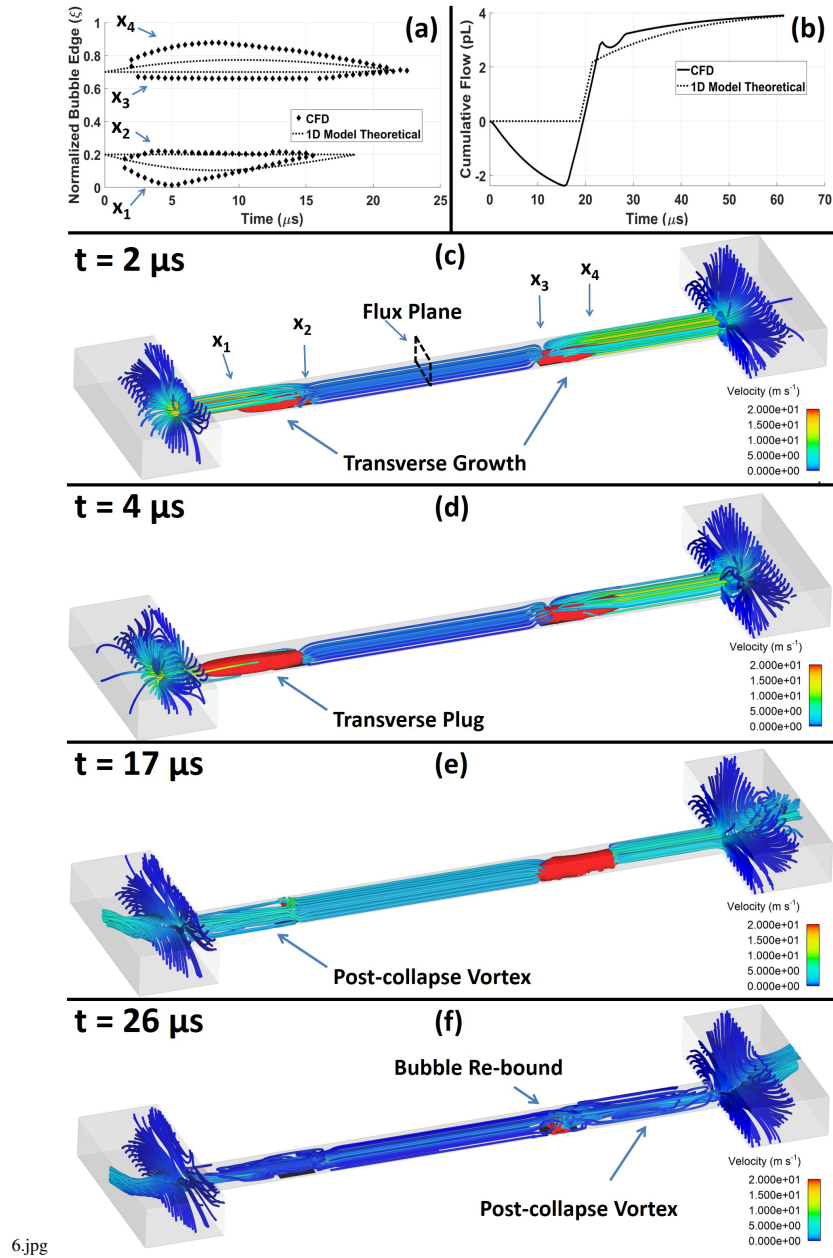 (a)
Normalized Bubble Edge (ξ)
1
0.8
0.6
0.4
0.2
0
x4
x3
x2
x1
CFD
1D Model Theoretical
0 5 10 15 20 25
Time (μs)
(b)
Cumulative Flow (pL)
4
2
0
-2
CFD
1D Model Theoretical
0 10 20 30 40 50 60 70
Time (μs)
t = 2 μs
(c)
Flux Plane
x1
x2
x3
x4
Transverse Growth
Velocity (m s⁻¹)
2.000e+01
1.500e+01
1.000e+01
5.000e+00
0.000e+00
t = 4 μs
(d)
Transverse Plug
Velocity (m s⁻¹)
2.000e+01
1.500e+01
1.000e+01
5.000e+00
0.000e+00
t = 17 μs
(e)
Post-collapse Vortex
Velocity (m s⁻¹)
2.000e+01
1.500e+01
1.000e+01
5.000e+00
0.000e+00
t = 26 μs
(f)
Bubble Re-bound
Post-collapse Vortex
Velocity (m s⁻¹)
2.000e+01
1.500e+01
1.000e+01
5.000e+00
0.000e+00
6.jpg